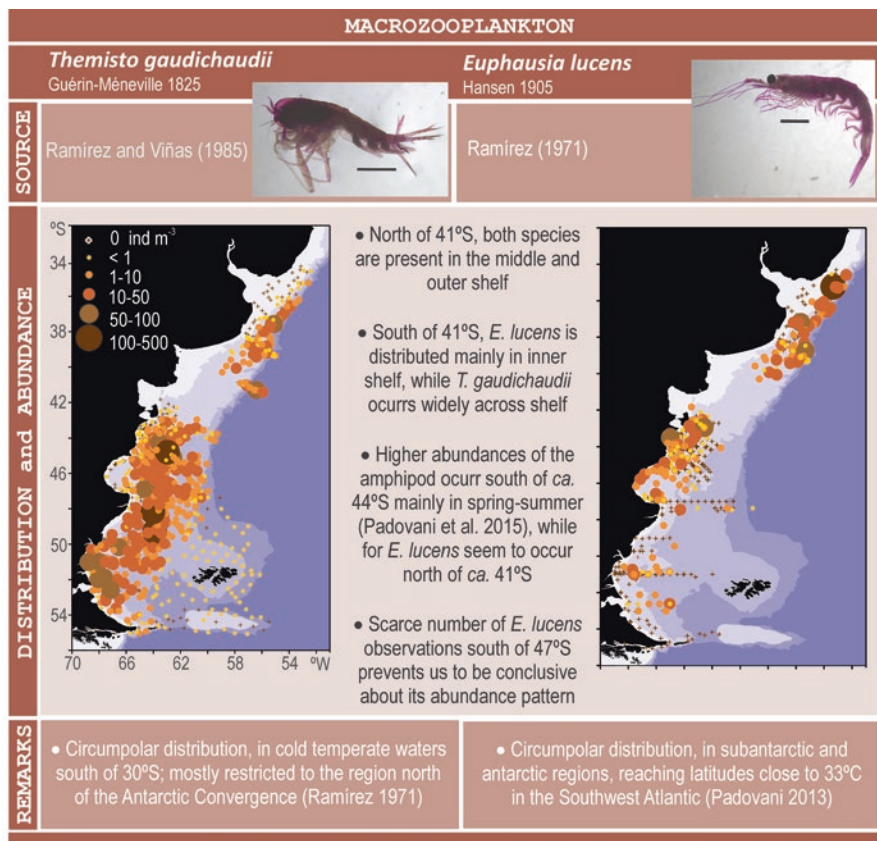 MACROZOOPLANKTON
Themisto gaudichaudii
Guérin-Méneville 1825
Euphausia lucens
Hansen 1905
SOURCE
Ramírez and Viñas (1985)
Ramírez (1971)
DISTRIBUTION and ABUNDANCE
ºS
34
38
42
46
50
54
70
66
62
58
54
ºW
0 ind m-3
< 1
1-10
10-50
50-100
100-500
● North of 41ºS, both species
are present in the middle and
outer shelf
● South of 41ºS, E. lucens is
distributed mainly in inner
shelf, while T. gaudichaudii
ocurrs widely across shelf
● Higher abundances of the
amphipod ocurr south of ca.
44ºS mainly in spring-summer
(Padovani et al. 2015), while
for E. lucens seem to occur
north of ca. 41ºS
● Scarce number of E. lucens
observations south of 47ºS
prevents us to be conclusive
about its abundance pattern
REMARKS
● Circumpolar distribution, in cold temperate waters
south of 30ºS; mostly restricted to the region north
of the Antarctic Convergence (Ramírez 1971)
● Circumpolar distribution, in subantarctic and
antarctic regions, reaching latitudes close to 33ºC
in the Southwest Atlantic (Padovani 2013)